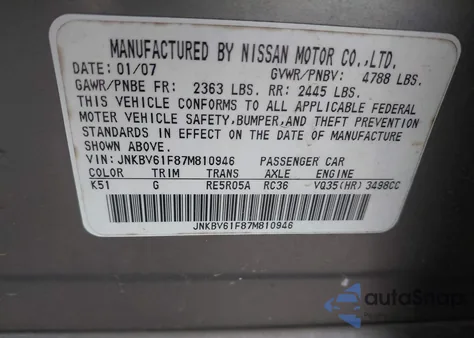 MANUFACTURED BY NISSAN MOTOR CO.,LTD.
DATE: 01/07 GVWR/PNBV: 4788 LBS.
GAWR/PNBE FR: 2363 LBS. RR: 2445 LBS.
THIS VEHICLE CONFORMS TO ALL APPLICABLE FEDERAL
MOTOR VEHICLE SAFETY, BUMPER, AND THEFT PREVENTION
STANDARDS IN EFFECT ON THE DATE OF MANUFACTURE
SHOWN ABOVE.
VIN: JNKBV61F87M810946 PASSENGER CAR
COLOR TRIM TRANS AXLE ENGINE
K51 G RE5R05A RC36 VQ35(HR) 3498CC
JNKBV61F87M810946
autoSnap